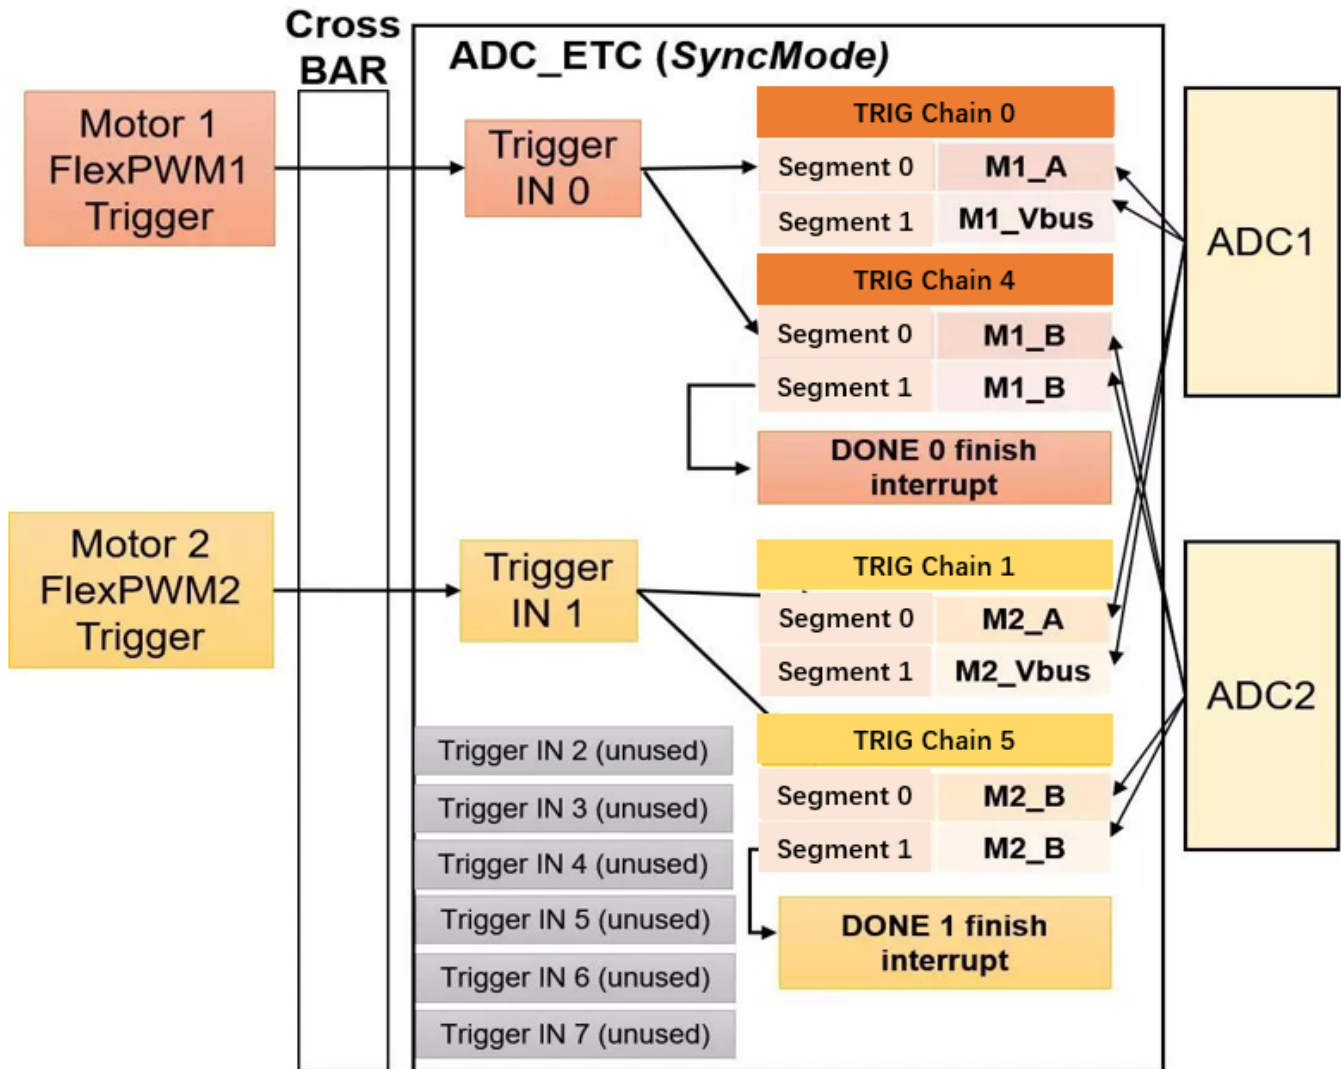 Cross
BAR
ADC_ETC (SyncMode)
Motor 1
FlexPWM1
Trigger
Trigger
IN 0
TRIG Chain 0
Segment 0 M1_A
Segment 1 M1_Vbus
TRIG Chain 4
Segment 0 M1_B
Segment 1 M1_B
DONE 0 finish
interrupt
ADC1
Motor 2
FlexPWM2
Trigger
Trigger
IN 1
TRIG Chain 1
Segment 0 M2_A
Segment 1 M2_Vbus
TRIG Chain 5
Segment 0 M2_B
Segment 1 M2_B
DONE 1 finish
interrupt
ADC2
Trigger IN 2 (unused)
Trigger IN 3 (unused)
Trigger IN 4 (unused)
Trigger IN 5 (unused)
Trigger IN 6 (unused)
Trigger IN 7 (unused)